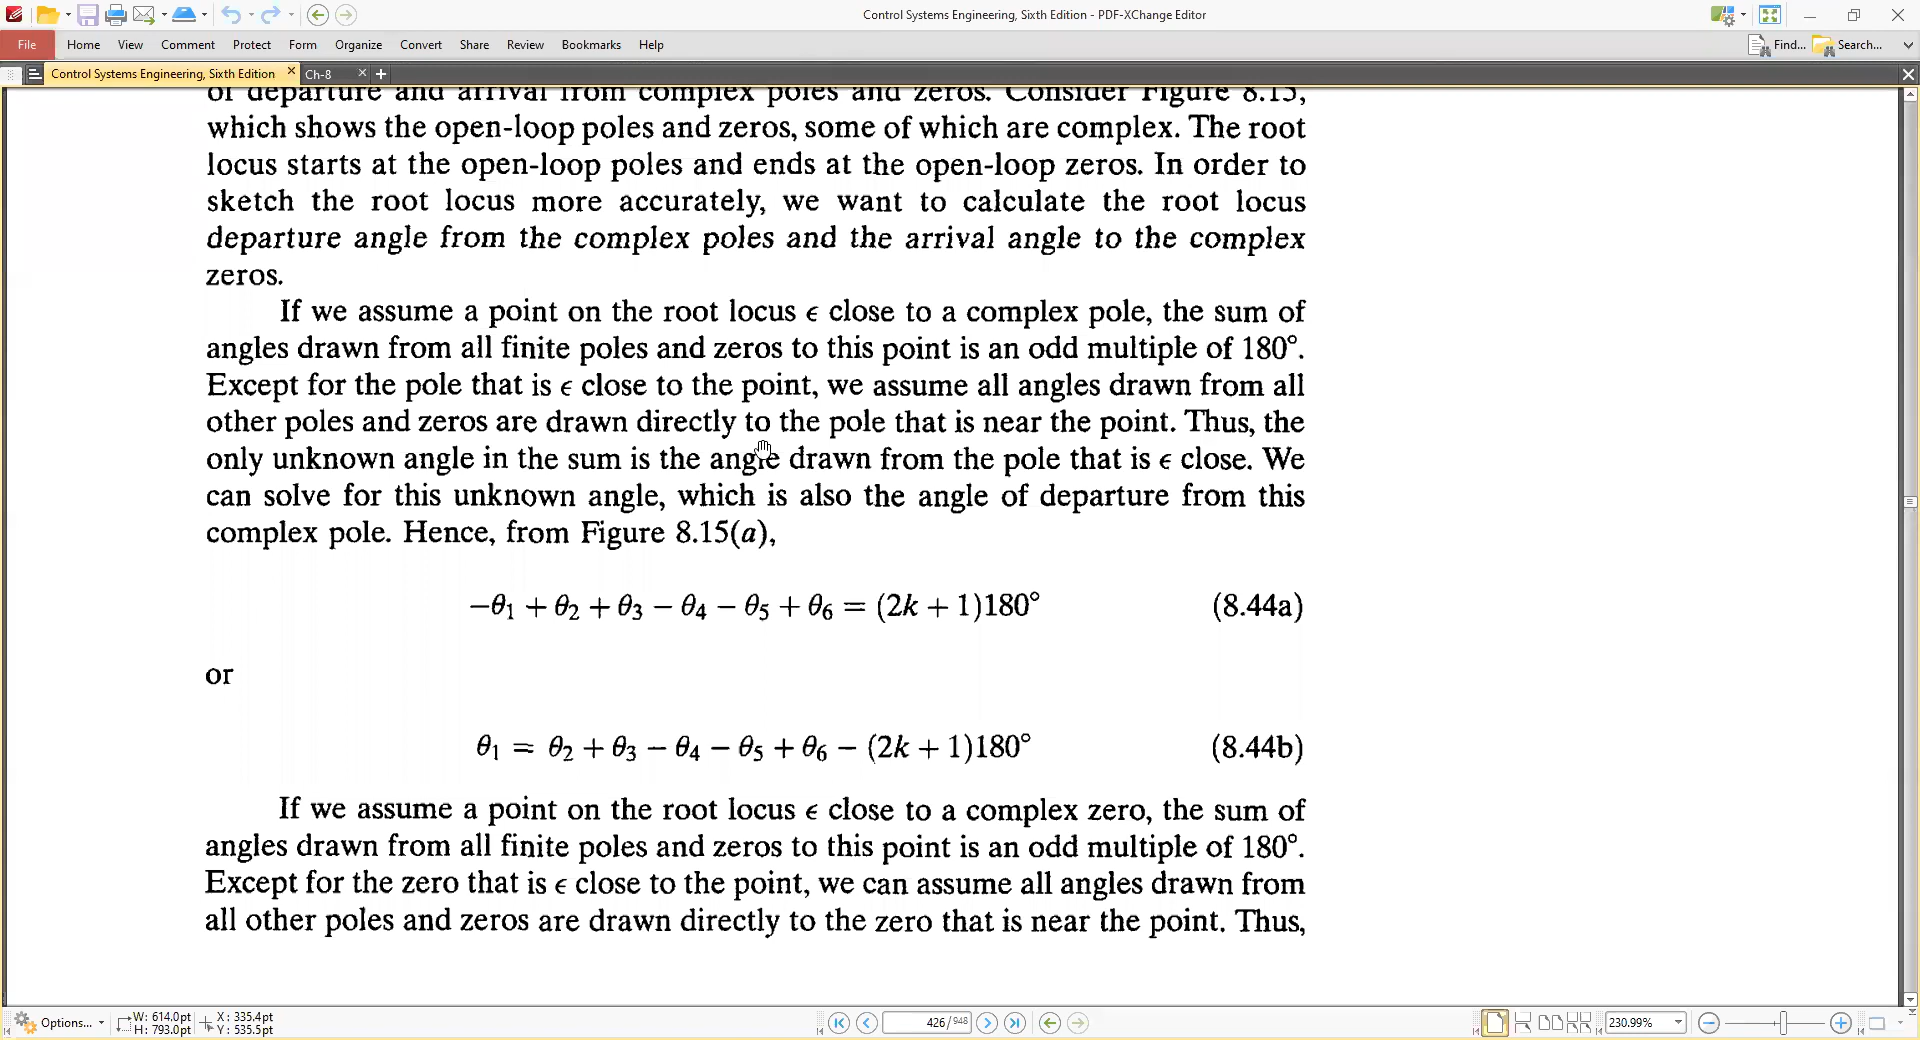 Control Systems Engineering, Sixth Edition - PDF-XChange Editor
File Home View Comment Protect Form Organize Convert Share Review Bookmarks Help Find... Search...
Control Systems Engineering, Sixth Edition Ch-8
of departure and arrival from complex poles and zeros. Consider Figure 8.15,
which shows the open-loop poles and zeros, some of which are complex. The root
locus starts at the open-loop poles and ends at the open-loop zeros. In order to
sketch the root locus more accurately, we want to calculate the root locus
departure angle from the complex poles and the arrival angle to the complex
zeros.
If we assume a point on the root locus ϵ close to a complex pole, the sum of
angles drawn from all finite poles and zeros to this point is an odd multiple of 180°.
Except for the pole that is ϵ close to the point, we assume all angles drawn from all
other poles and zeros are drawn directly to the pole that is near the point. Thus, the
only unknown angle in the sum is the angle drawn from the pole that is ϵ close. We
can solve for this unknown angle, which is also the angle of departure from this
complex pole. Hence, from Figure 8.15(a),
−θ₁ + θ₂ + θ₃ − θ₄ − θ₅ + θ₆ = (2k + 1)180° (8.44a)
or
θ₁ = θ₂ + θ₃ − θ₄ − θ₅ + θ₆ − (2k + 1)180° (8.44b)
If we assume a point on the root locus ϵ close to a complex zero, the sum of
angles drawn from all finite poles and zeros to this point is an odd multiple of 180°.
Except for the zero that is ϵ close to the point, we can assume all angles drawn from
all other poles and zeros are drawn directly to the zero that is near the point. Thus,
Options... W: 614.0pt X: 335.4pt 426/948 230.99%
H: 793.0pt Y: 535.5pt